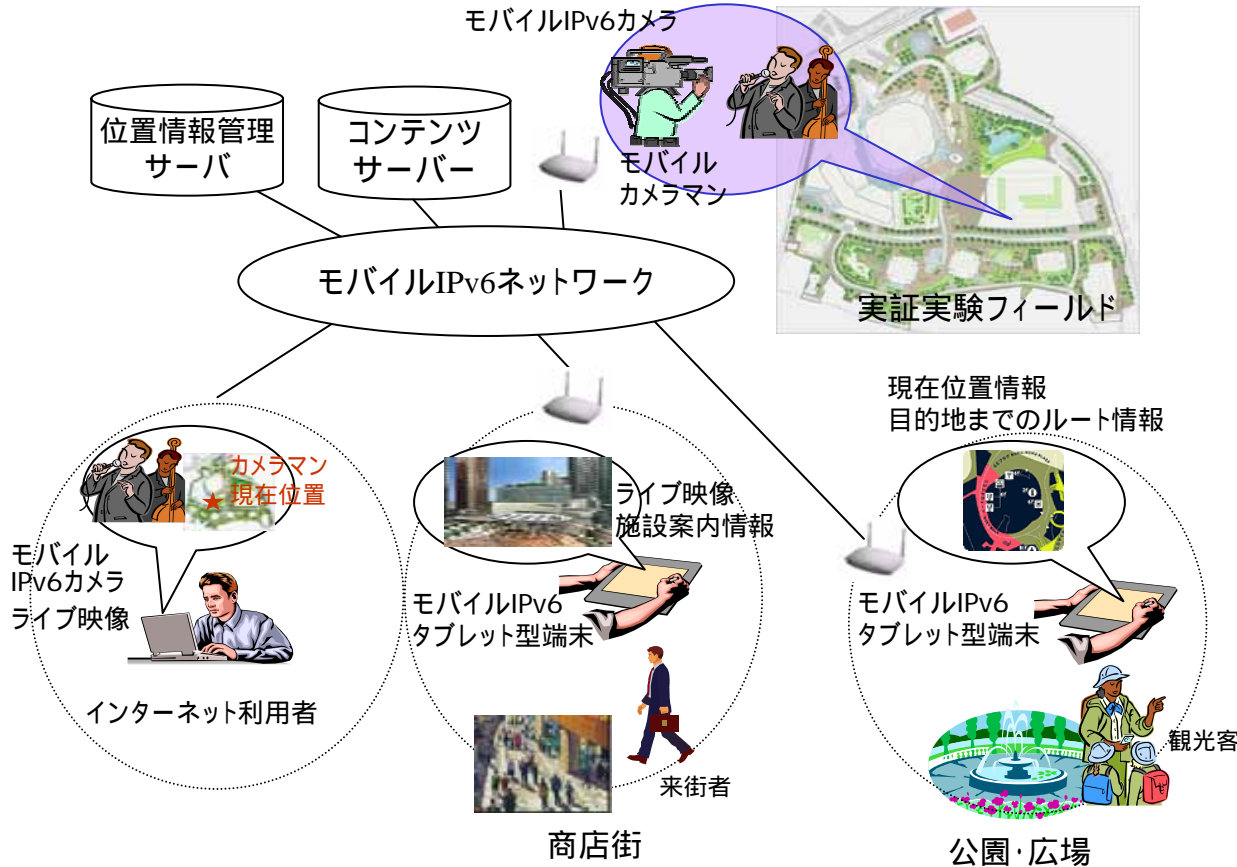 モバイルIPv6カメラ
位置情報管理
サーバ
コンテンツ
サーバー
モバイル
カメラマン
モバイルIPv6ネットワーク
実証実験フィールド
現在位置情報
目的地までのルート情報
カメラマン
現在位置
モバイル
IPv6カメラ
ライブ映像
インターネット利用者
ライブ映像
施設案内情報
モバイルIPv6
タブレット型端末
来街者
商店街
モバイルIPv6
タブレット型端末
観光客
公園・広場